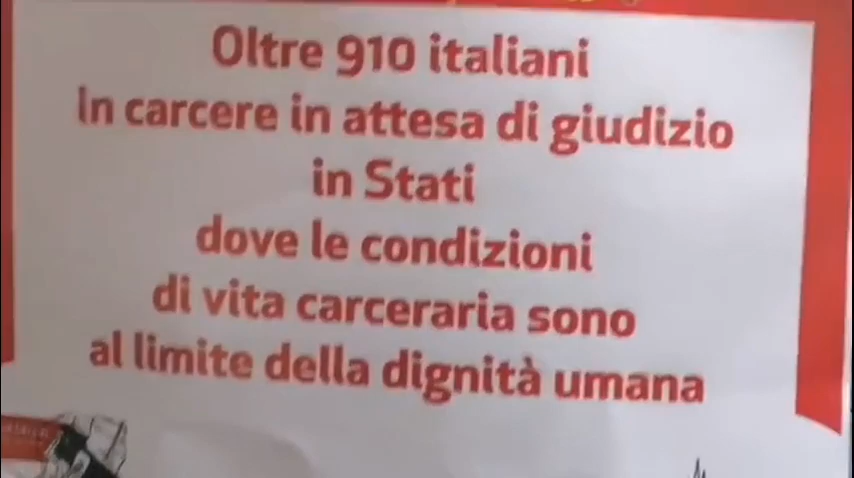 Oltre 910 italiani
in carcere in attesa di giudizio
in Stati
dove le condizioni
di vita carceraria sono
al limite della dignità umana